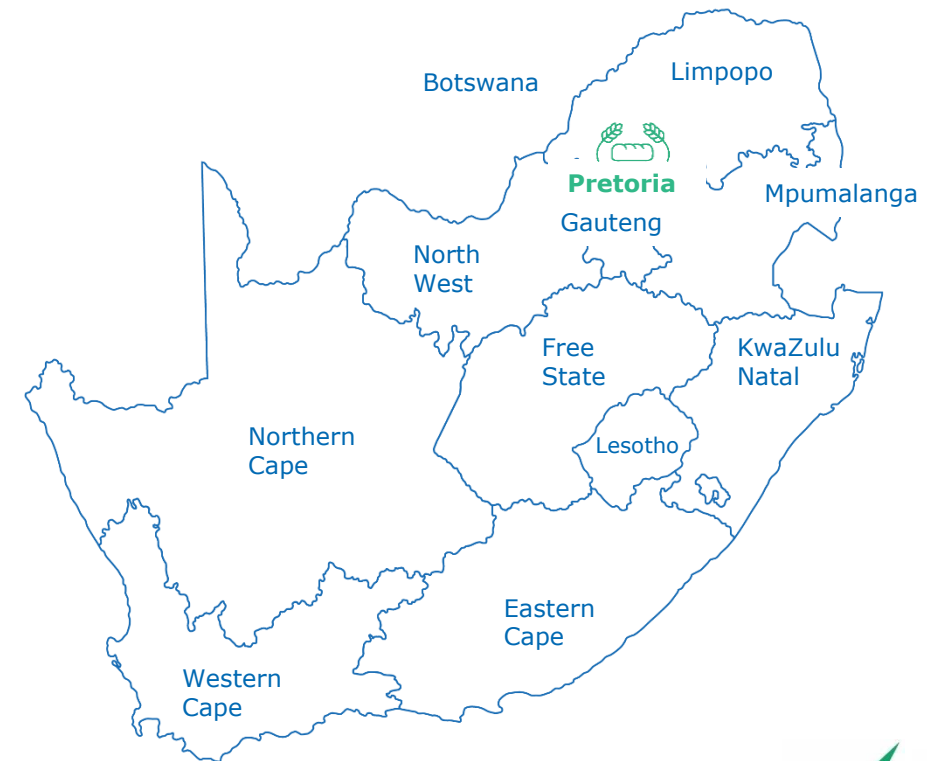 Limpopo
Botswana
Pretoria
Mpumalanga
Gauteng
North
West
Free
State
KwaZulu
Natal
Northern
Cape
Lesotho
Eastern
Cape
Western
Cape